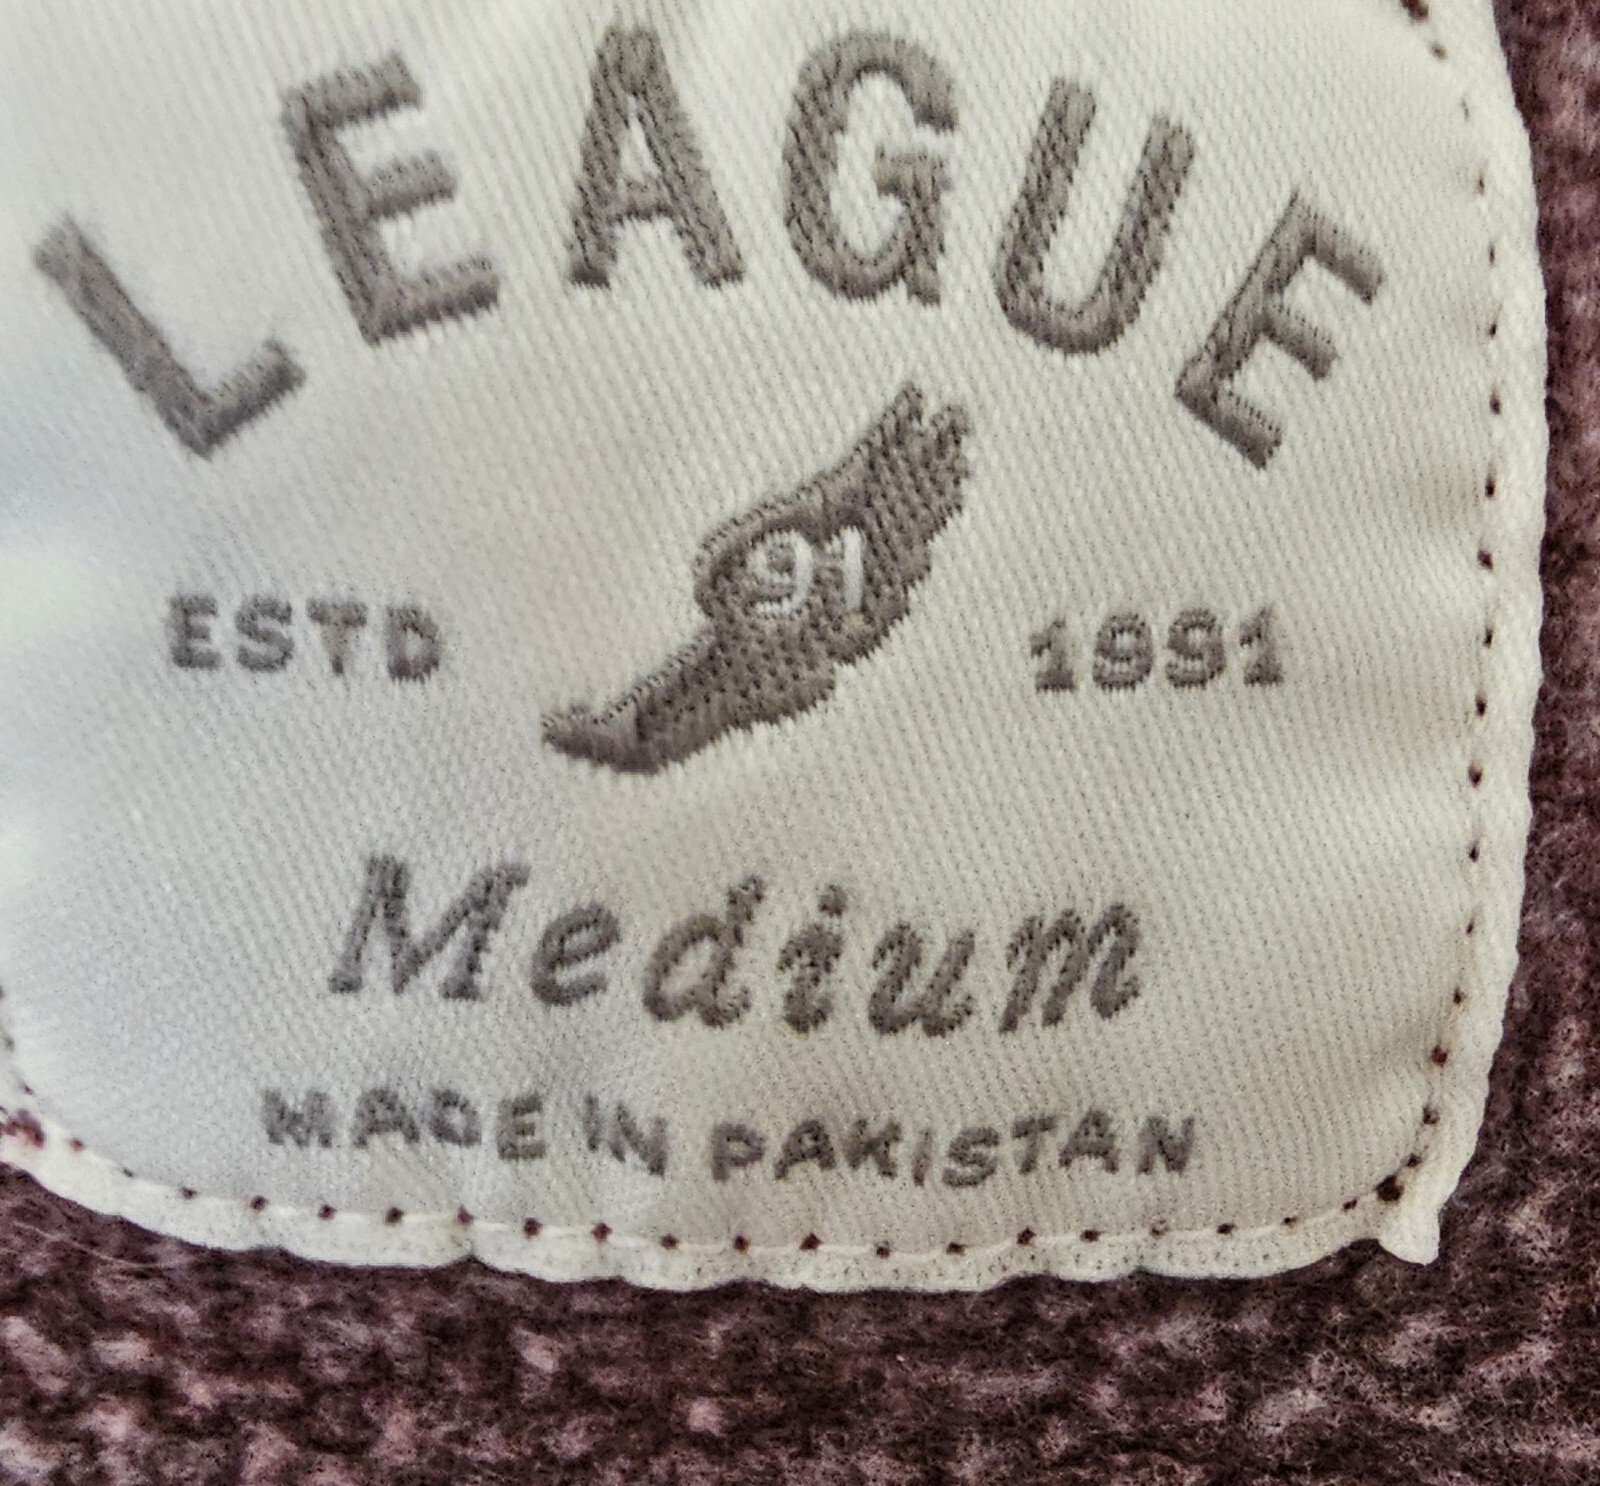 LEAGUE
91
ESTD 1991
Medium
MADE IN PAKISTAN